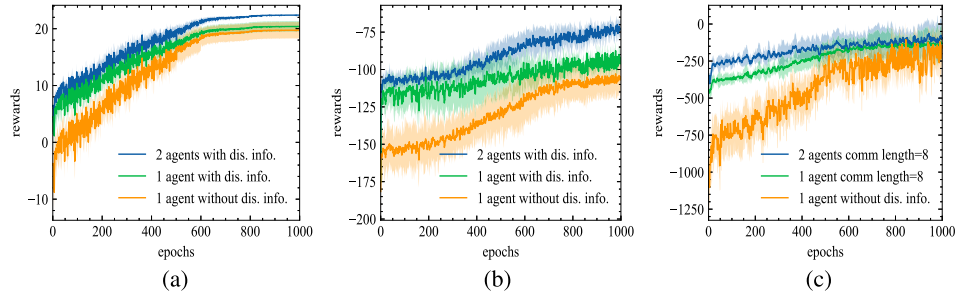 20
10
0
−10
rewards
2 agents with dis. info.
1 agent with dis. info.
1 agent without dis. info.
0 200 400 600 800 1000
epochs
(a)
−75
−100
−125
−150
−175
−200
rewards
2 agents with dis. info.
1 agent with dis. info.
1 agent without dis. info.
0 200 400 600 800 1000
epochs
(b)
0
−250
−500
−750
−1000
−1250
rewards
2 agents comm length=8
1 agent comm length=8
1 agent without dis. info.
0 200 400 600 800 1000
epochs
(c)